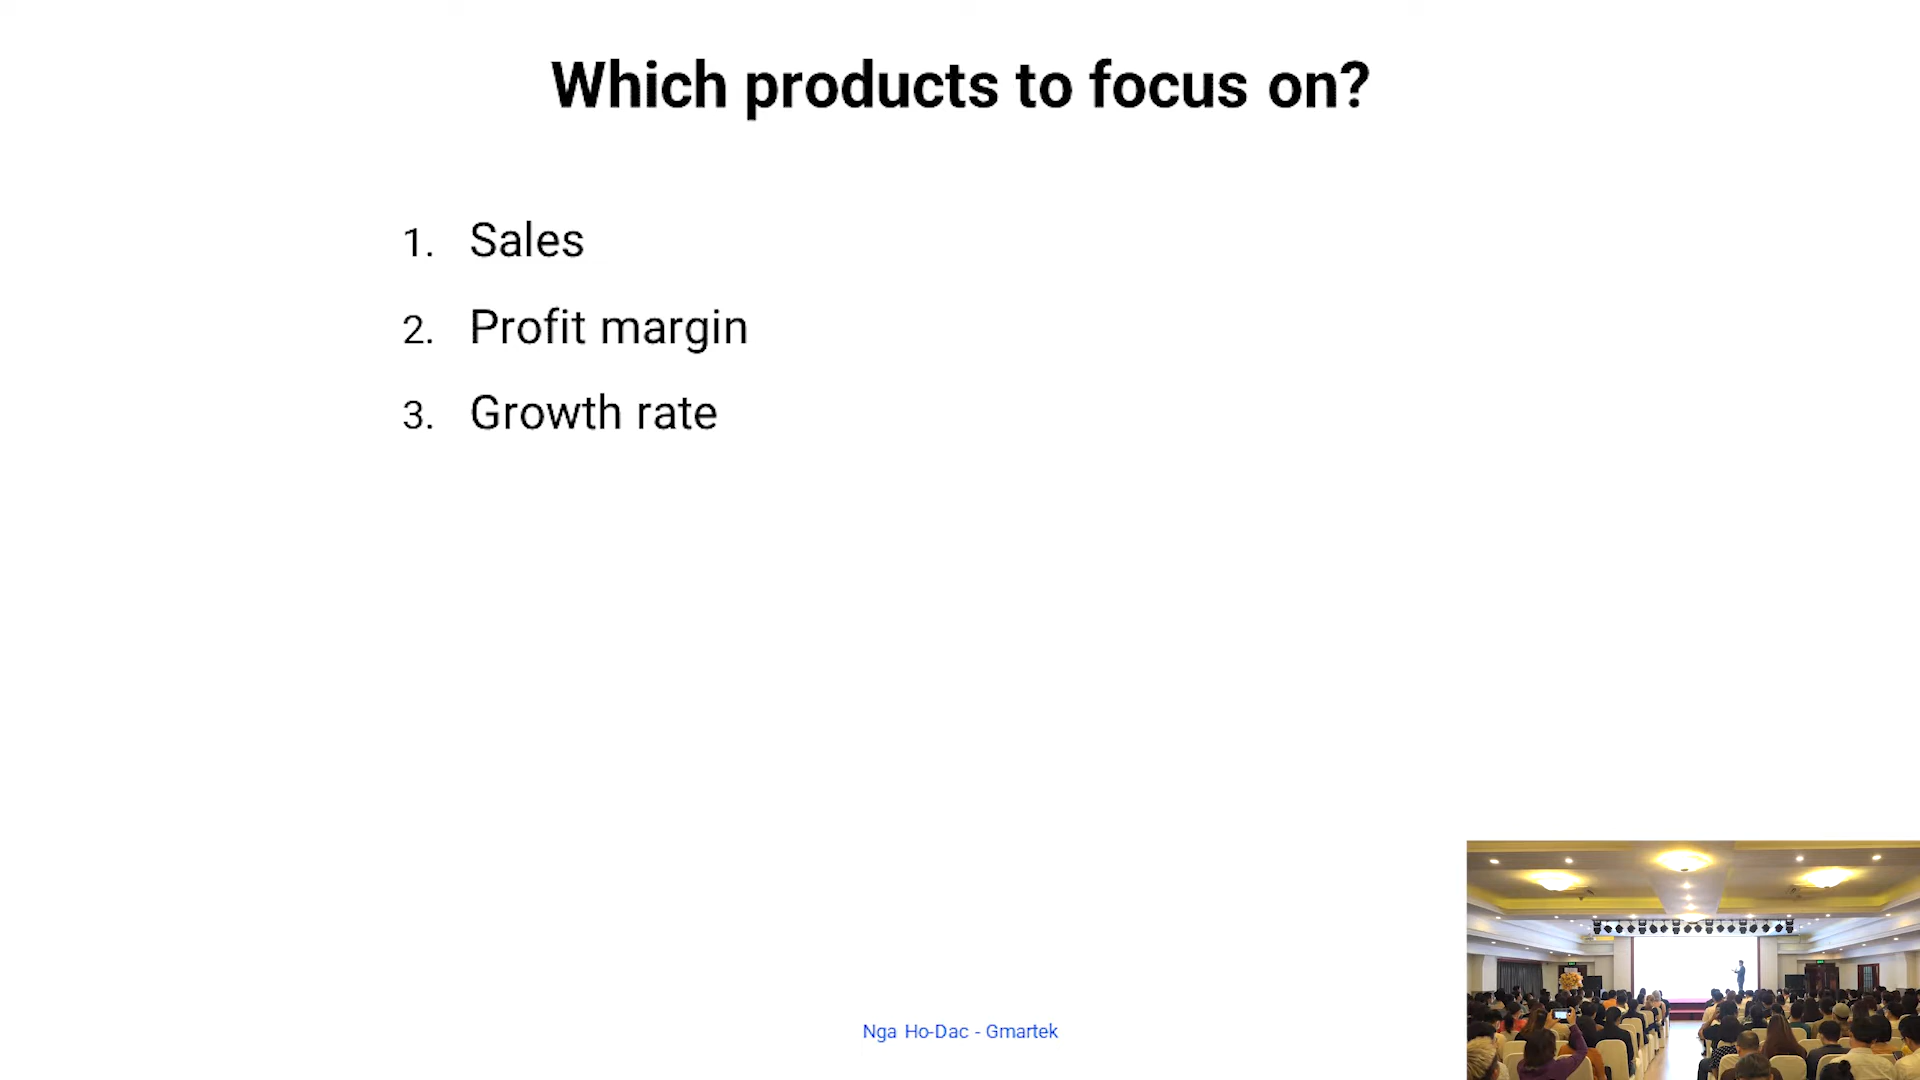 Which products to focus on?
1. Sales
2. Profit margin
3. Growth rate
Nga Ho-Dac - Gmartek